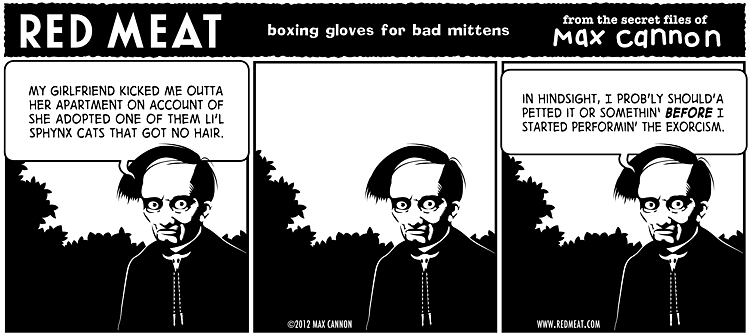 RED MEAT
boxing gloves for bad mittens
from the secret files of
Max cannon
MY GIRLFRIEND KICKED ME OUTTA
HER APARTMENT ON ACCOUNT OF
SHE ADOPTED ONE OF THEM LI'L
SPHYNX CATS THAT GOT NO HAIR.
©2012 MAX CANNON
IN HINDSIGHT, I PROB'LY SHOULD'A
PETTED IT OR SOMETHIN' BEFORE I
STARTED PERFORMIN' THE EXORCISM.
WWW.REDMEAT.COM